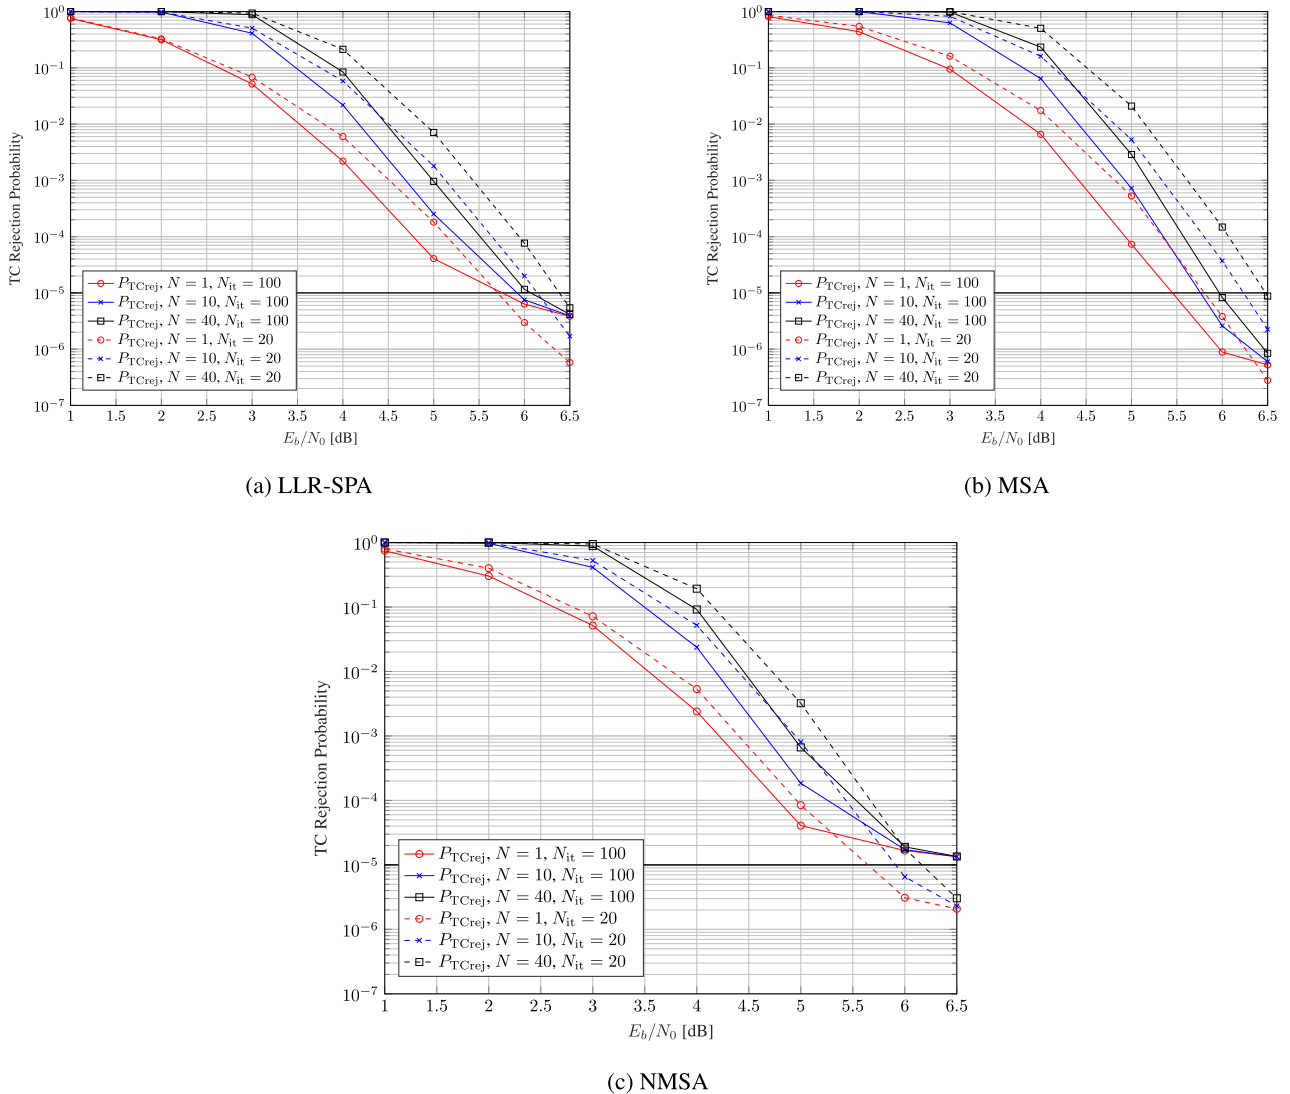 10^0
10^-1
10^-2
10^-3
10^-4
10^-5
10^-6
10^-7
TC Rejection Probability
P_TCrej, N = 1, N_it = 100
P_TCrej, N = 10, N_it = 100
P_TCrej, N = 40, N_it = 100
P_TCrej, N = 1, N_it = 20
P_TCrej, N = 10, N_it = 20
P_TCrej, N = 40, N_it = 20
1 1.5 2 2.5 3 3.5 4 4.5 5 5.5 6 6.5
E_b/N_0 [dB]
(a) LLR-SPA
10^0
10^-1
10^-2
10^-3
10^-4
10^-5
10^-6
10^-7
TC Rejection Probability
P_TCrej, N = 1, N_it = 100
P_TCrej, N = 10, N_it = 100
P_TCrej, N = 40, N_it = 100
P_TCrej, N = 1, N_it = 20
P_TCrej, N = 10, N_it = 20
P_TCrej, N = 40, N_it = 20
1 1.5 2 2.5 3 3.5 4 4.5 5 5.5 6 6.5
E_b/N_0 [dB]
(b) MSA
10^0
10^-1
10^-2
10^-3
10^-4
10^-5
10^-6
10^-7
TC Rejection Probability
P_TCrej, N = 1, N_it = 100
P_TCrej, N = 10, N_it = 100
P_TCrej, N = 40, N_it = 100
P_TCrej, N = 1, N_it = 20
P_TCrej, N = 10, N_it = 20
P_TCrej, N = 40, N_it = 20
1 1.5 2 2.5 3 3.5 4 4.5 5 5.5 6 6.5
E_b/N_0 [dB]
(c) NMSA